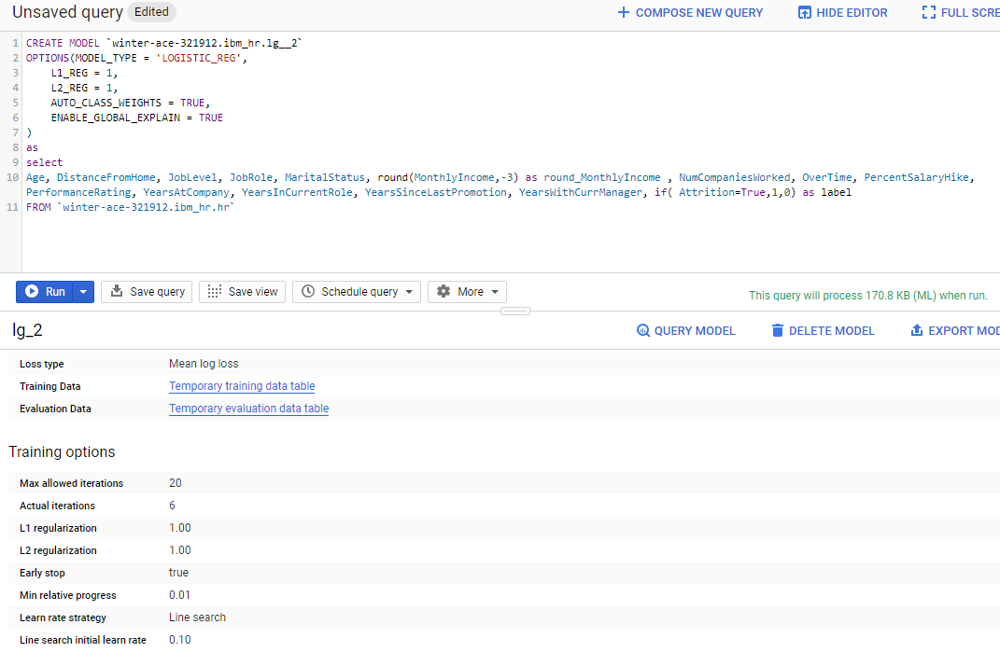 Unsaved query Edited + COMPOSE NEW QUERY HIDE EDITOR FULL SCRE
1 CREATE MODEL `winter-ace-321912.ibm_hr.lg__2`
2 OPTIONS(MODEL_TYPE = 'LOGISTIC_REG',
3 L1_REG = 1,
4 L2_REG = 1,
5 AUTO_CLASS_WEIGHTS = TRUE,
6 ENABLE_GLOBAL_EXPLAIN = TRUE
7 )
8 as
9 select
10 Age, DistanceFromHome, JobLevel, JobRole, MaritalStatus, round(MonthlyIncome,-3) as round_MonthlyIncome , NumCompaniesWorked, OverTime, PercentSalaryHike,
PerformanceRating, YearsAtCompany, YearsInCurrentRole, YearsSinceLastPromotion, YearsWithCurrManager, if( Attrition=True,1,0) as label
11 FROM `winter-ace-321912.ibm_hr.hr`
Run Save query Save view Schedule query More
This query will process 170.8 KB (ML) when run.
lg_2 QUERY MODEL DELETE MODEL EXPORT MOD
Loss type Mean log loss
Training Data Temporary training data table
Evaluation Data Temporary evaluation data table
Training options
Max allowed iterations 20
Actual iterations 6
L1 regularization 1.00
L2 regularization 1.00
Early stop true
Min relative progress 0.01
Learn rate strategy Line search
Line search initial learn rate 0.10